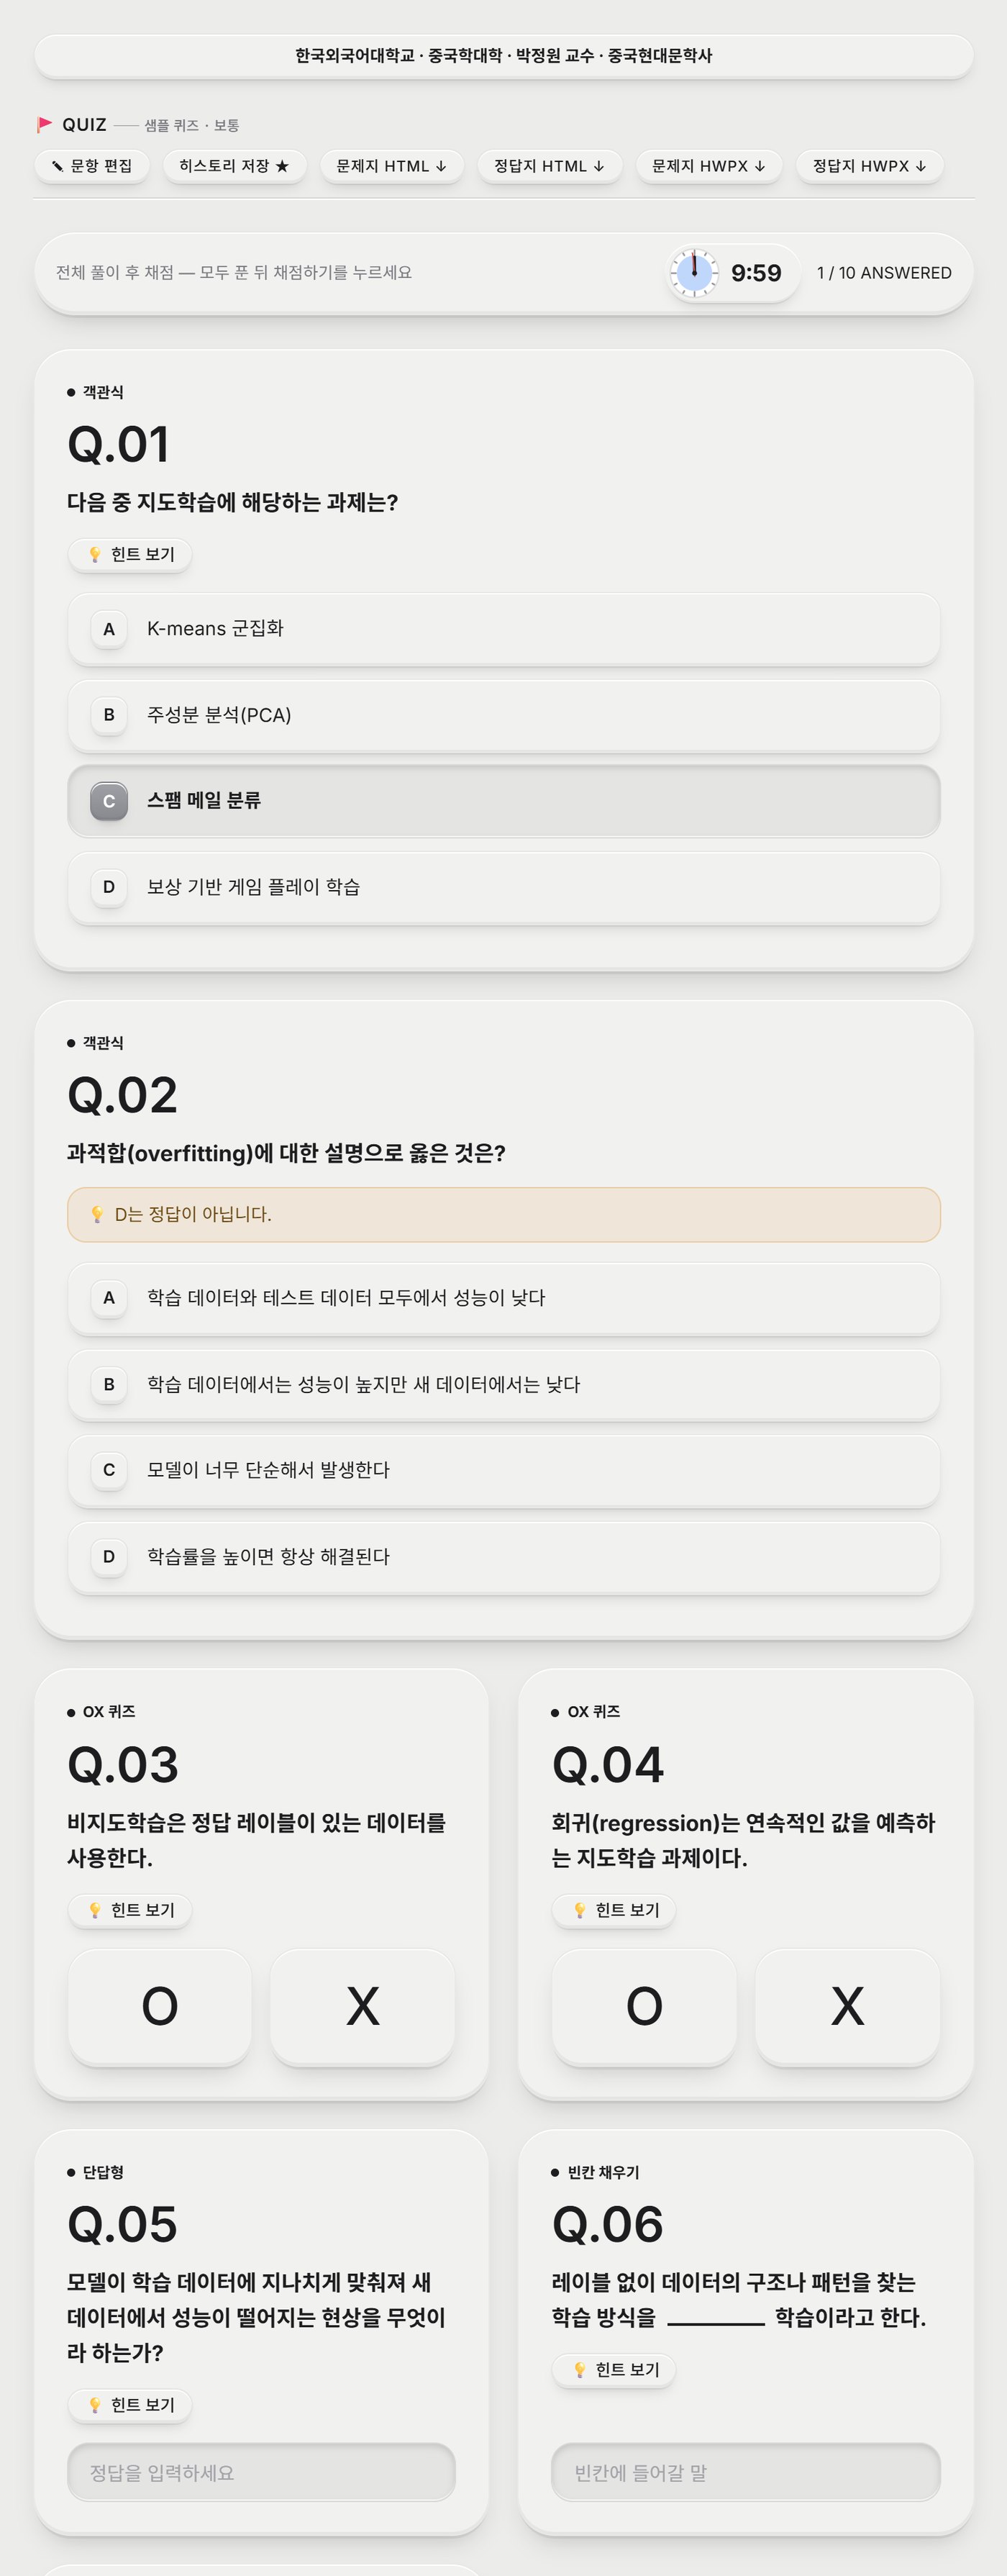 한국외국어대학교 · 중국학대학 · 박정원 교수 · 중국현대문학사
QUIZ — 샘플 퀴즈 · 보통
문항 편집
히스토리 저장 ★
문제지 HTML ↓
정답지 HTML ↓
문제지 HWPX ↓
정답지 HWPX ↓
전체 풀이 후 채점 — 모두 푼 뒤 채점하기를 누르세요
9:59
1 / 10 ANSWERED
객관식
Q.01
다음 중 지도학습에 해당하는 과제는?
힌트 보기
A K-means 군집화
B 주성분 분석(PCA)
C 스팸 메일 분류
D 보상 기반 게임 플레이 학습
객관식
Q.02
과적합(overfitting)에 대한 설명으로 옳은 것은?
D는 정답이 아닙니다.
A 학습 데이터와 테스트 데이터 모두에서 성능이 낮다
B 학습 데이터에서는 성능이 높지만 새 데이터에서는 낮다
C 모델이 너무 단순해서 발생한다
D 학습률을 높이면 항상 해결된다
OX 퀴즈
Q.03
비지도학습은 정답 레이블이 있는 데이터를
사용한다.
힌트 보기
O X
OX 퀴즈
Q.04
회귀(regression)는 연속적인 값을 예측하
는 지도학습 과제이다.
힌트 보기
O X
단답형
Q.05
모델이 학습 데이터에 지나치게 맞춰져 새
데이터에서 성능이 떨어지는 현상을 무엇이
라 하는가?
힌트 보기
정답을 입력하세요
빈칸 채우기
Q.06
레이블 없이 데이터의 구조나 패턴을 찾는
학습 방식을 ______ 학습이라고 한다.
힌트 보기
빈칸에 들어갈 말